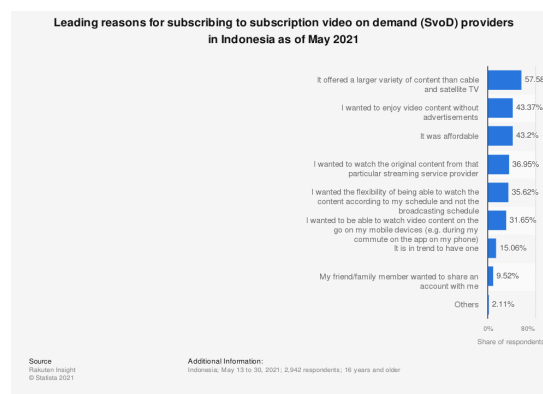 Leading reasons for subscribing to subscription video on demand (SvoD) providers
in Indonesia as of May 2021
It offered a larger variety of content than cable
and satellite TV
57.58
I wanted to enjoy video content without
advertisements
43.37%
It was affordable
43.2%
I wanted to watch the original content from that
particular streaming service provider
36.95%
I wanted the flexibility of being able to watch the
content according to my schedule and not the
broadcasting schedule
35.62%
I wanted to be able to watch video content on the
go on my mobile devices (e.g. during my
commute on the app on my phone)
31.65%
It is in trend to have one
15.06%
My friend/family member wanted to share an
account with me
9.52%
Others
2.11%
0% 80%
Share of respondents
Source
Rakuten Insight
© Statista 2021
Additional Information:
Indonesia; May 13 to 30, 2021; 2,942 respondents; 16 years and older